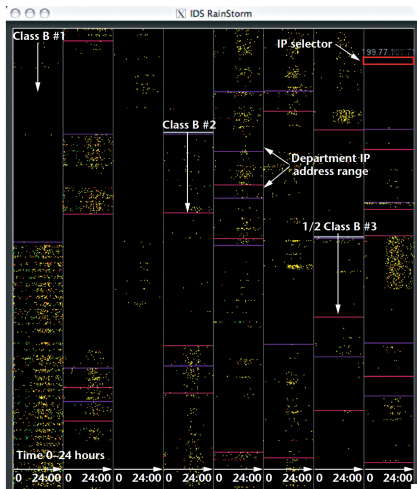 IDS RainStorm
Class B #1
IP selector
99.77.
Class B #2
Department IP
address range
1/2 Class B #3
Time 0–24 hours
0 24:00 0 24:00 0 24:00 0 24:00 0 24:00 0 24:00 0 24:00 0 24:00